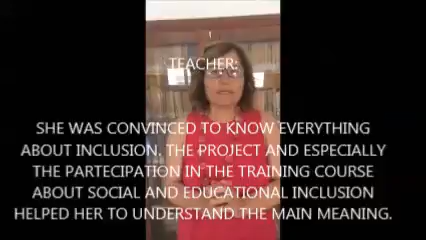 TEACHER:
SHE WAS CONVINCED TO KNOW EVERYTHING
ABOUT INCLUSION. THE PROJECT AND ESPECIALLY
THE PARTECIPATION IN THE TRAINING COURSE
ABOUT SOCIAL AND EDUCATIONAL INCLUSION
HELPED HER TO UNDERSTAND THE MAIN MEANING.